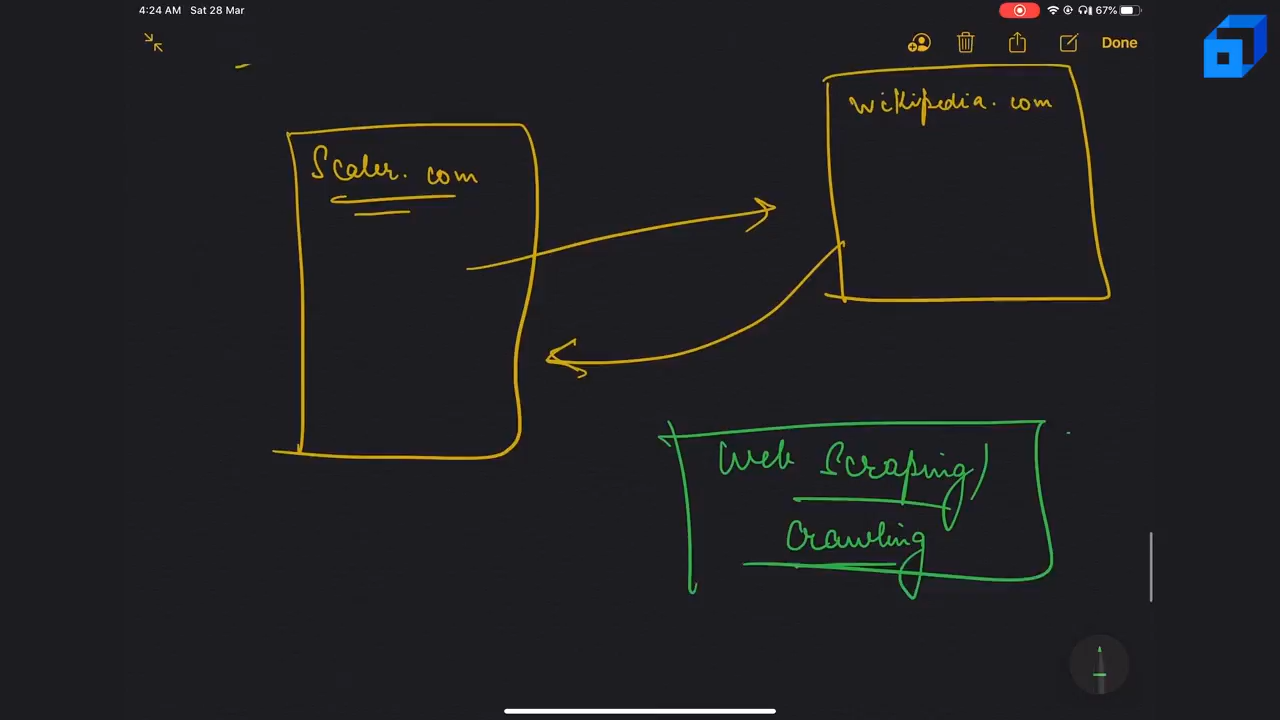 4:24 AM Sat 28 Mar
67%
Done
Scaler.com
Wikipedia.com
Web Scraping/
Crawling